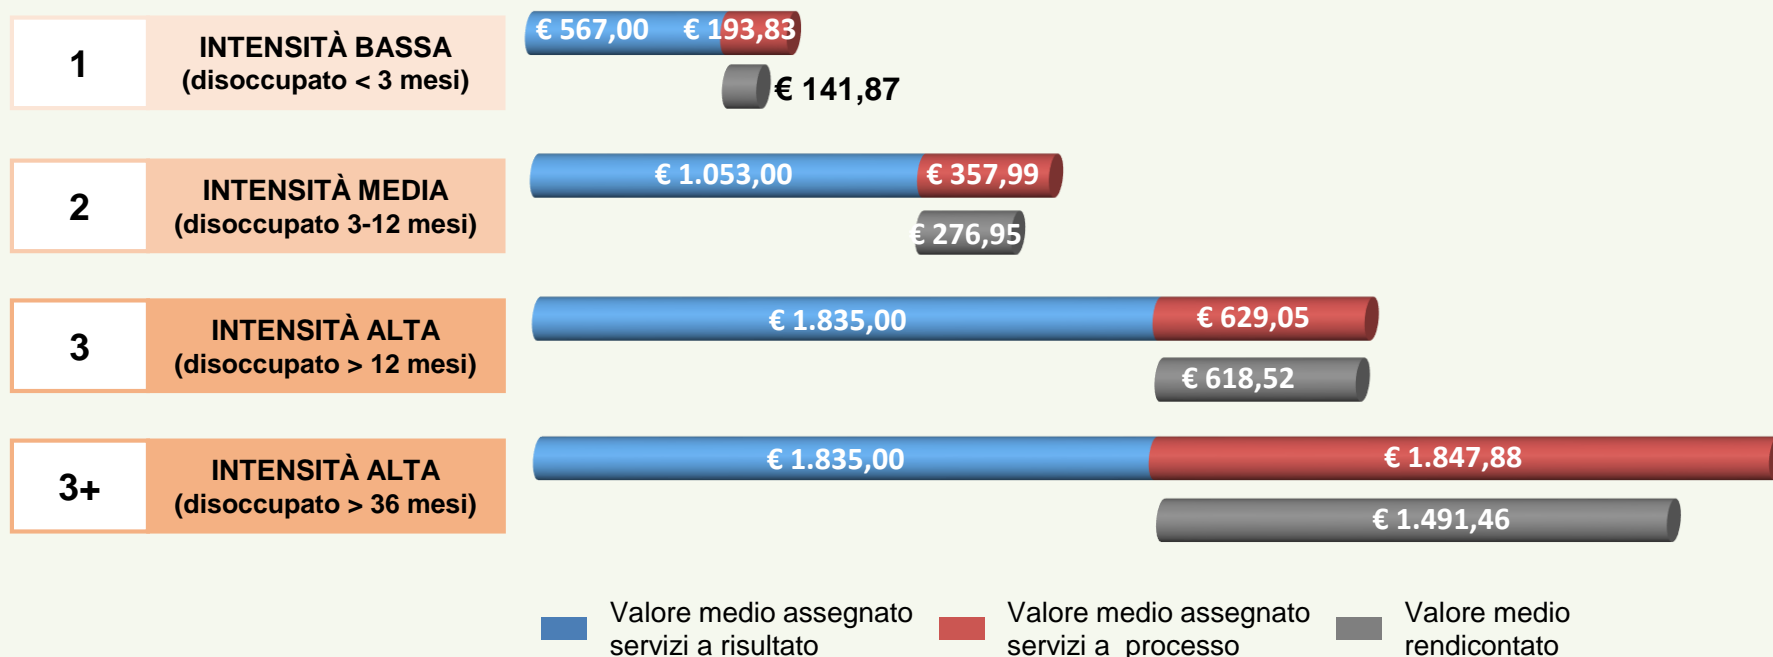 1
INTENSITÀ BASSA
(disoccupato < 3 mesi)
€ 567,00
€ 193,83
€ 141,87
2
INTENSITÀ MEDIA
(disoccupato 3-12 mesi)
€ 1.053,00
€ 357,99
€ 276,95
3
INTENSITÀ ALTA
(disoccupato > 12 mesi)
€ 1.835,00
€ 629,05
€ 618,52
3+
INTENSITÀ ALTA
(disoccupato > 36 mesi)
€ 1.835,00
€ 1.847,88
€ 1.491,46
Valore medio assegnato
servizi a risultato
Valore medio assegnato
servizi a processo
Valore medio
rendicontato